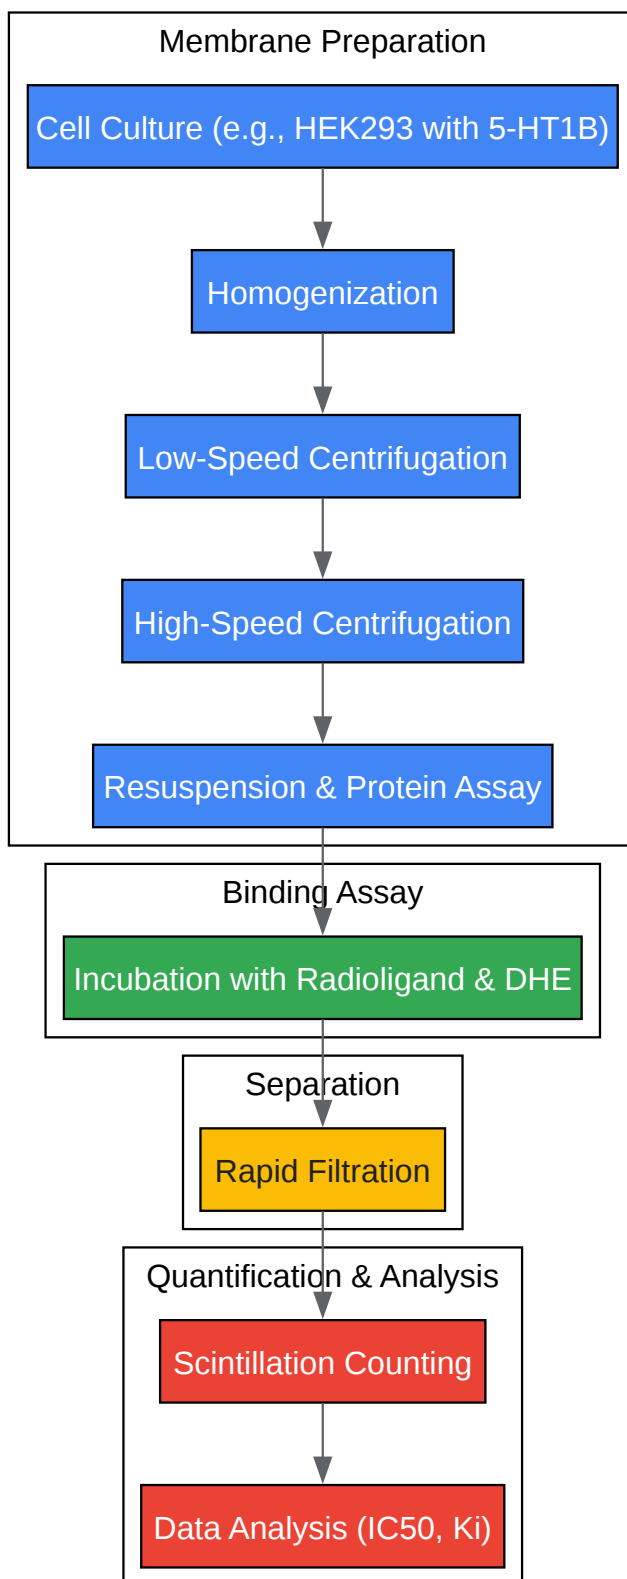 Membrane Preparation
Cell Culture (e.g., HEK293 with 5-HT1B)
Homogenization
Low-Speed Centrifugation
High-Speed Centrifugation
Resuspension & Protein Assay
Binding Assay
Incubation with Radioligand & DHE
Separation
Rapid Filtration
Quantification & Analysis
Scintillation Counting
Data Analysis (IC50, Ki)